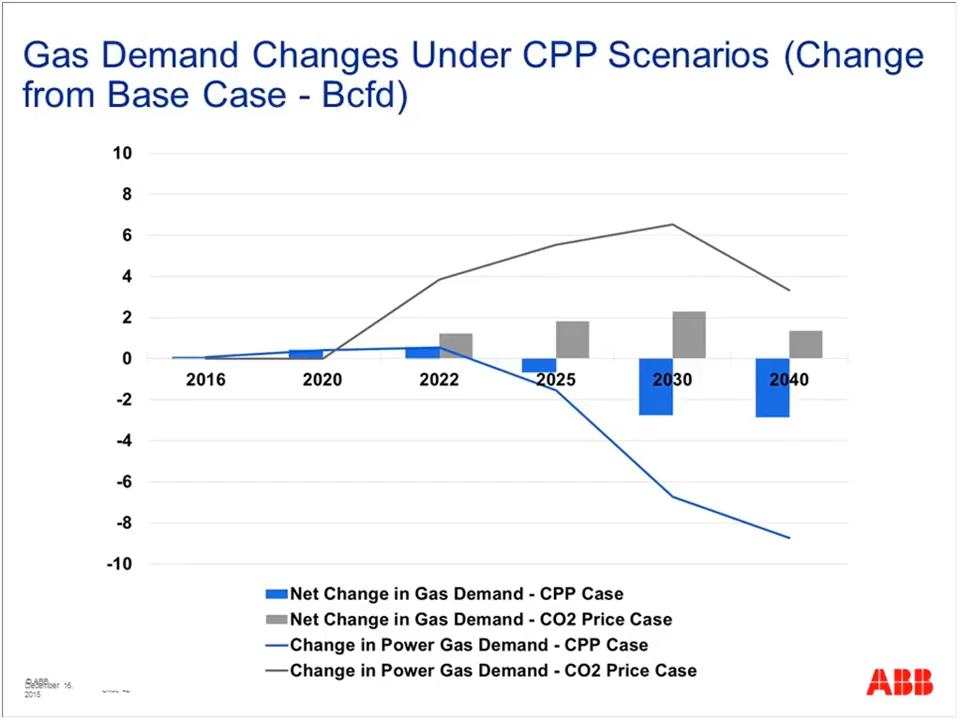 Gas Demand Changes Under CPP Scenarios (Change
from Base Case - Bcfd)
10
8
6
4
2
0
-2
-4
-6
-8
-10
2016 2020 2022 2025 2030 2040
Net Change in Gas Demand - CPP Case
Net Change in Gas Demand - CO2 Price Case
Change in Power Gas Demand - CPP Case
Change in Power Gas Demand - CO2 Price Case
December 16,
2015
ABB